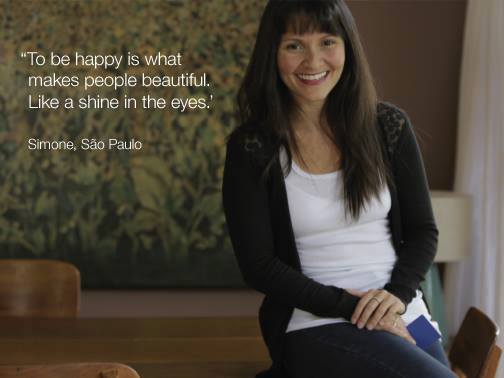 “To be happy is what
makes people beautiful.
Like a shine in the eyes.’
Simone, São Paulo